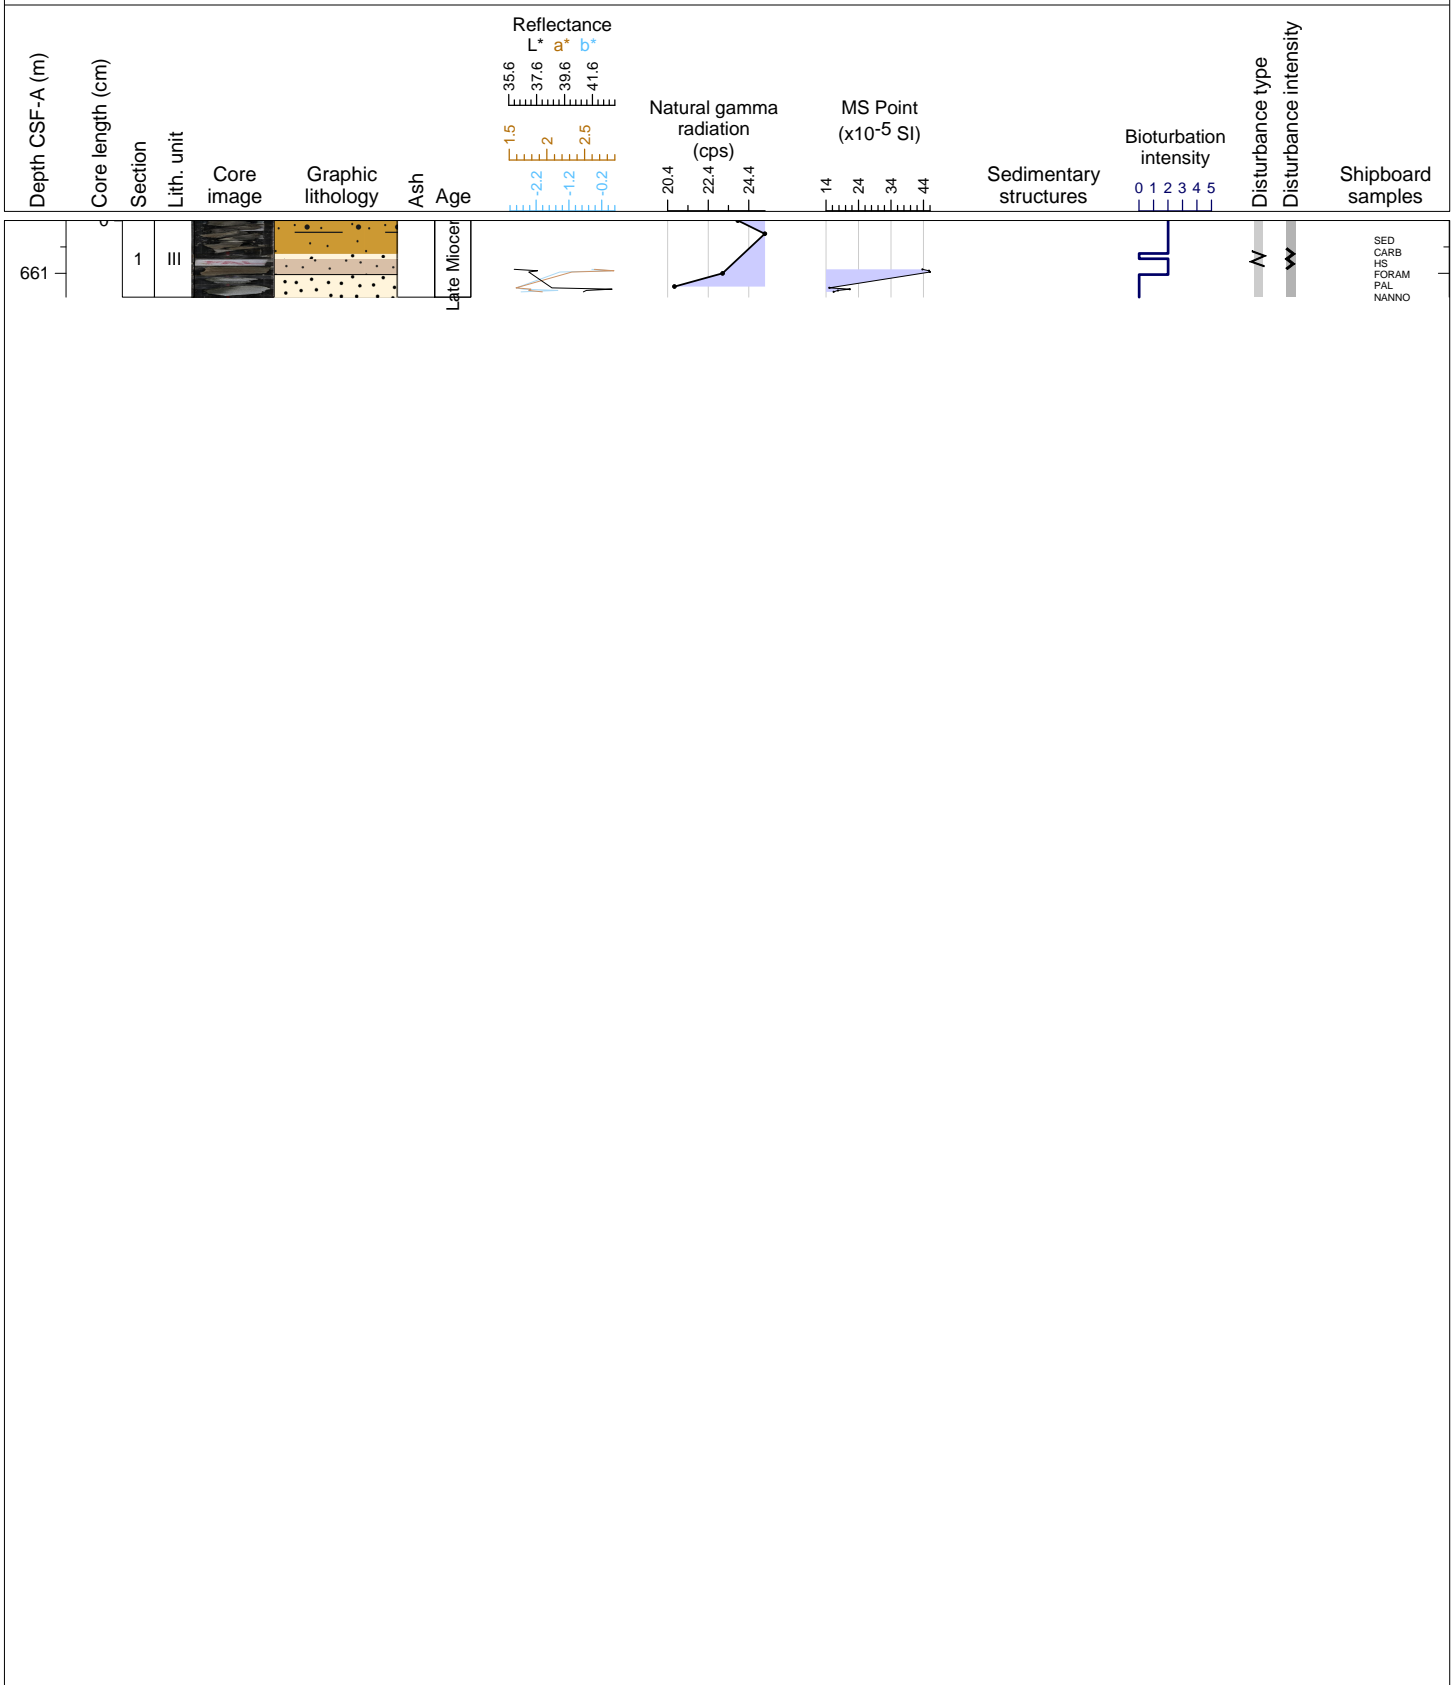 Depth CSF-A (m)
Core length (cm)
Section
Lith. unit
Core
image
Graphic
lithology
Ash
Age
Reflectance
L* a* b*
35.6 37.6 39.6 41.6
1.5 2 2.5
-2.2 -1.2 -0.2
Natural gamma
radiation
(cps)
20.4 22.4 24.4
MS Point
(x10-5 SI)
14 24 34 44
Sedimentary
structures
Bioturbation
intensity
0 1 2 3 4 5
Disturbance type
Disturbance intensity
Shipboard
samples
661
1
III
Late Miocen
SED
CARB
HS
FORAM
PAL
NANNO